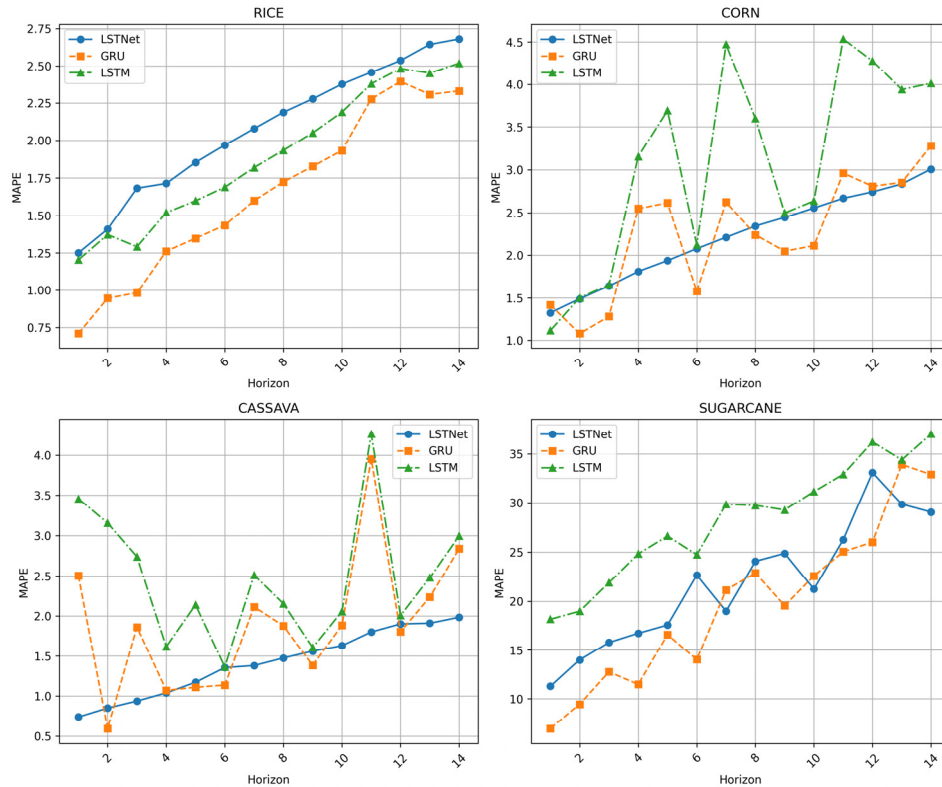 RICE
LSTNet
GRU
LSTM
2.75
2.50
2.25
2.00
1.75
1.50
1.25
1.00
0.75
MAPE
2
4
6
8
10
12
14
Horizon
CORN
LSTNet
GRU
LSTM
4.5
4.0
3.5
3.0
2.5
2.0
1.5
1.0
MAPE
2
4
6
8
10
12
14
Horizon
CASSAVA
LSTNet
GRU
LSTM
4.0
3.5
3.0
2.5
2.0
1.5
1.0
0.5
MAPE
2
4
6
8
10
12
14
Horizon
SUGARCANE
LSTNet
GRU
LSTM
35
30
25
20
15
10
MAPE
2
4
6
8
10
12
14
Horizon